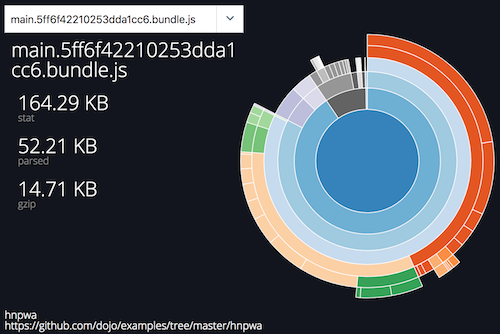 main.5ff6f42210253dda1cc6.bundle.js
main.5ff6f42210253dda1
cc6.bundle.js
164.29 KB
stat
52.21 KB
parsed
14.71 KB
gzip
hnpwa
https://github.com/dojo/examples/tree/master/hnpwa